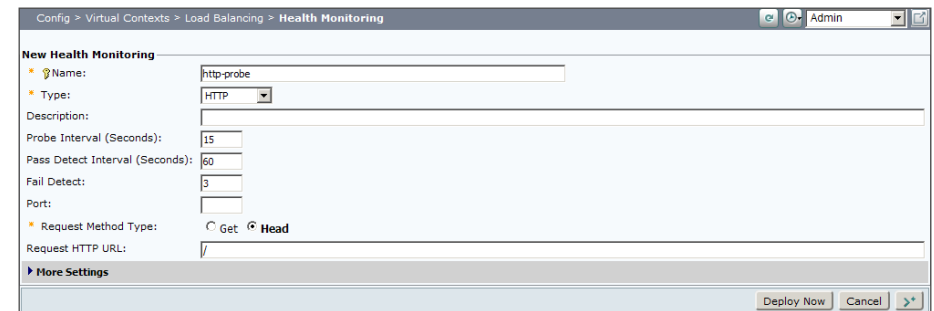 Config > Virtual Contexts > Load Balancing > Health Monitoring Admin
New Health Monitoring
* Name: http-probe
* Type: HTTP
Description:
Probe Interval (Seconds): 15
Pass Detect Interval (Seconds): 60
Fail Detect: 3
Port:
* Request Method Type: Get Head
Request HTTP URL: /
More Settings
Deploy Now Cancel